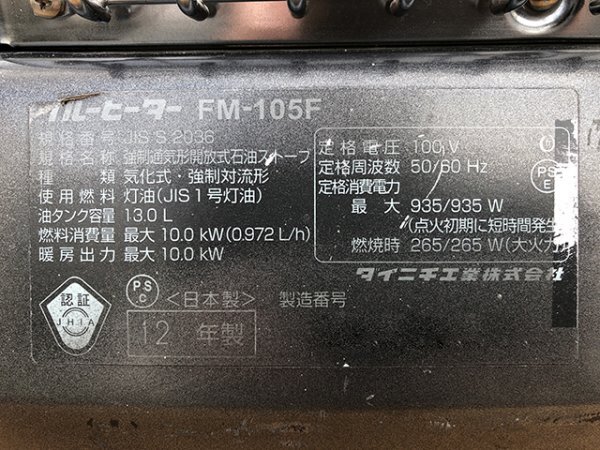 ブルーヒーター FM-105F
規格番号 JIS S 2036
規格名称 強制通気形開放式石油ストーブ
種類 気化式・強制対流形
使用燃料 灯油(JIS1号灯油)
油タンク容量 13.0 L
燃料消費量 最大 10.0 kW(0.972 L/h)
暖房出力 最大 10.0 kW
定格電圧 100 V
定格周波数 50/60 Hz
定格消費電力
最大 935/935 W
(点火初期に短時間発生
燃焼時 265/265 W(大火力
PS
E
ダイニチ工業株式会社
認証
JHIA
PS
C
<日本製> 製造番号
12 年製